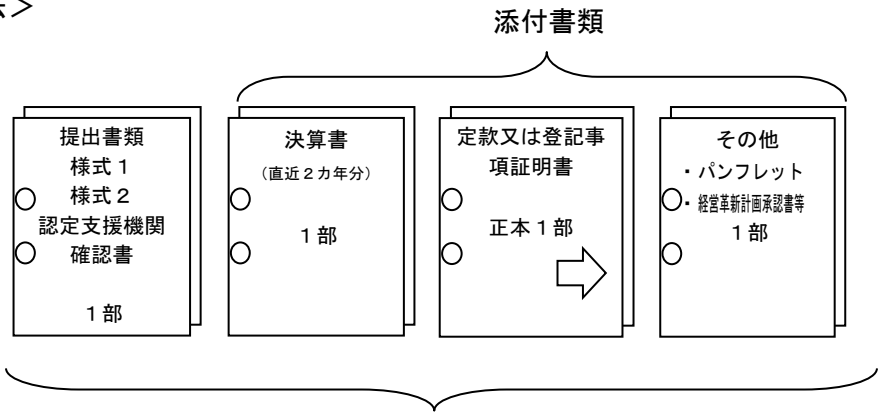 ＞
添付書類
提出書類
様式１
様式２
認定支援機関
確認書
１部
決算書
（直近２カ年分）
１部
定款又は登記事
項証明書
正本１部
その他
・パンフレット
・経営革新計画承認書等
１部